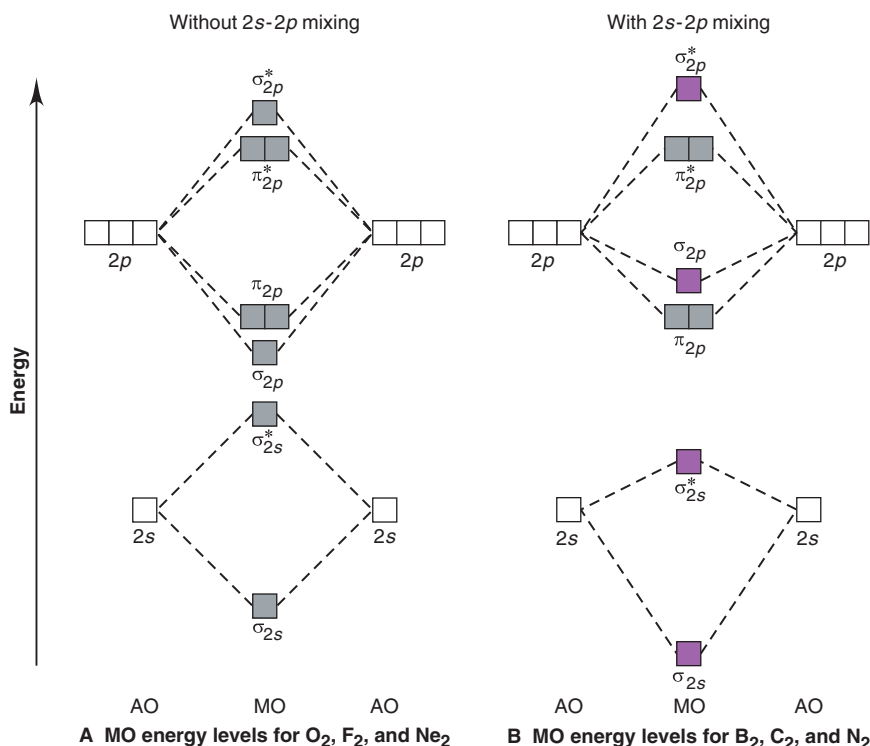 Without 2s-2p mixing
σ*2p
π*2p
2p
2p
π2p
σ2p
σ*2s
2s
2s
σ2s
AO
MO
AO
A MO energy levels for O2, F2, and Ne2
With 2s-2p mixing
σ*2p
π*2p
2p
2p
σ2p
π2p
σ*2s
2s
2s
σ2s
AO
MO
AO
B MO energy levels for B2, C2, and N2
Energy